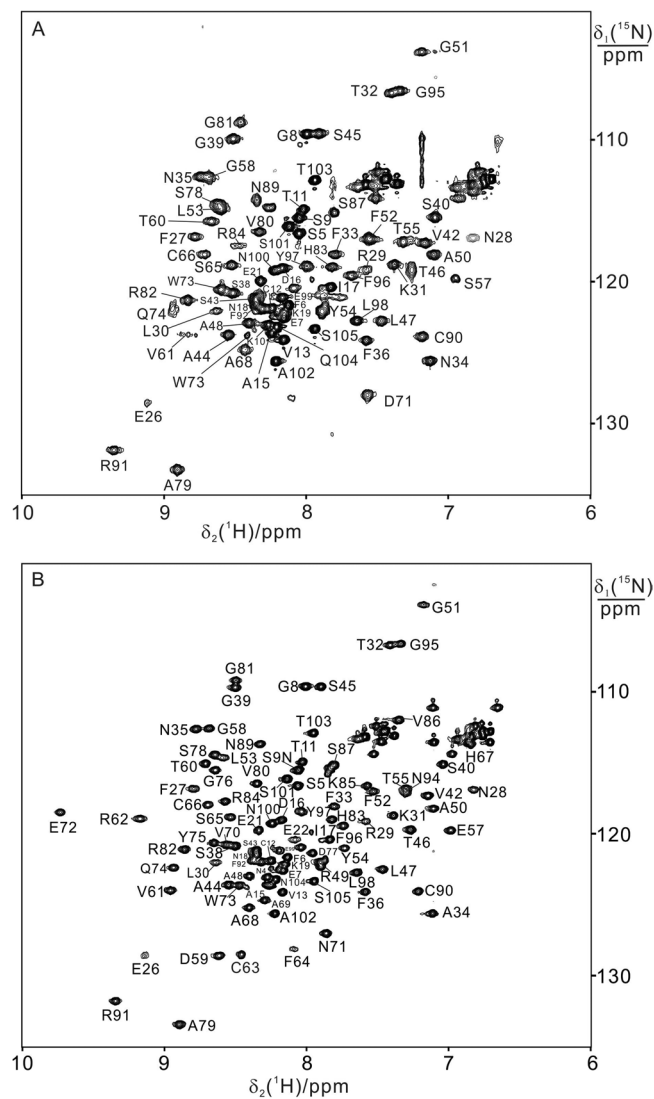 A
δ₁(¹⁵N)
ppm
G51
T32 G95
G81
G39 G8 S45
110
N35 G58 T103
S78 N89 T11 S87
L53 S9 S40
T60 V80 F52
R84 S5 T55 V42 N28
F27 S101 H83 F33
C66 N100 Y97 R29 A50
S65 E21 D16 F96 T46
120
W73 S38 C12 E99 I17 K31 S57
R82 S43 F6 L98
Q74 N18 K19 Y54 L47
L30 F92 E7
A48 S105 C90
V61 K10 Q104 F36
A44 A68 V13 N34
W73 A15 A102
D71
E26
130
R91
A79
10 9 8 7 6
δ₂(¹H)/ppm
B
δ₁(¹⁵N)
ppm
G51
T32 G95
G81
G39 G8 S45
110
V86
N35 G58 T103
N89 T11 S87 H67
S78 L53 S9N
T60 V80 S40
G76 S5 K85 T55 N94
F27 S101 F52 V42 N28
C66 R84 D16 F33
E72 R62 S65 E21 N100 Y97 H83 K31 A50
120
E22 I17 R29 T46 E57
Y75 V70 F96
R82 S38 S43 C12 E99 D77 Y54
N18 F6
Q74 L30 F92 K19 R49 L47
A48 N4 E7 L98
V61 A44 W73 A15 N104 S105 F36 C90
A69 V13
A68 A102 A34
N71
E26 D59 C63 F64
130
R91
A79
10 9 8 7 6
δ₂(¹H)/ppm